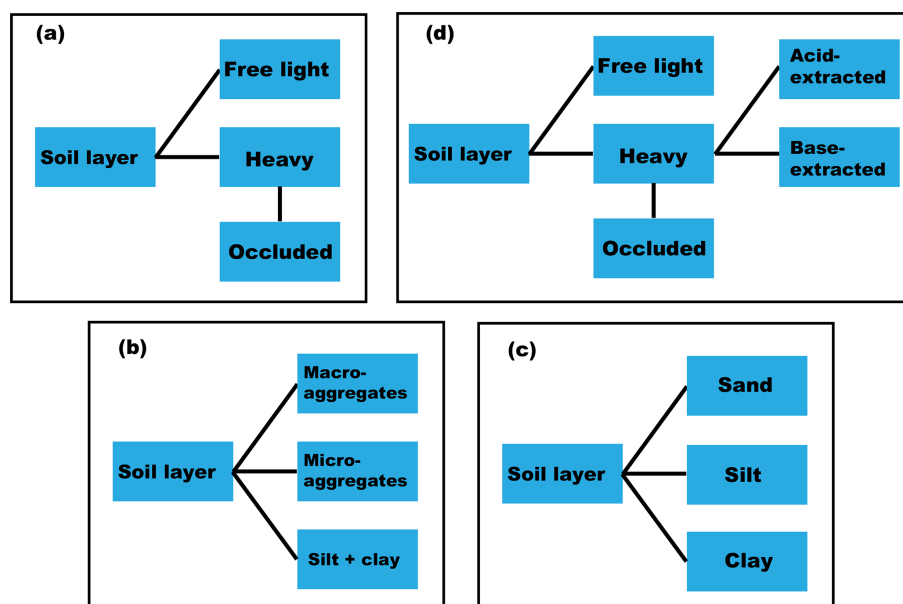 (a)
Free light
Soil layer
Heavy
Occluded
(d)
Free light
Acid-
extracted
Soil layer
Heavy
Base-
extracted
Occluded
(b)
Macro-
aggregates
Soil layer
Micro-
aggregates
Silt + clay
(c)
Sand
Soil layer
Silt
Clay